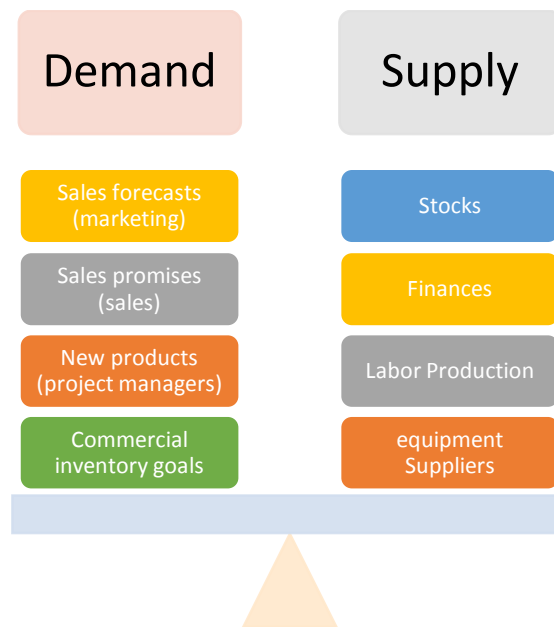 Demand
Supply
Sales forecasts
(marketing)
Sales promises
(sales)
New products
(project managers)
Commercial
inventory goals
Stocks
Finances
Labor Production
equipment
Suppliers